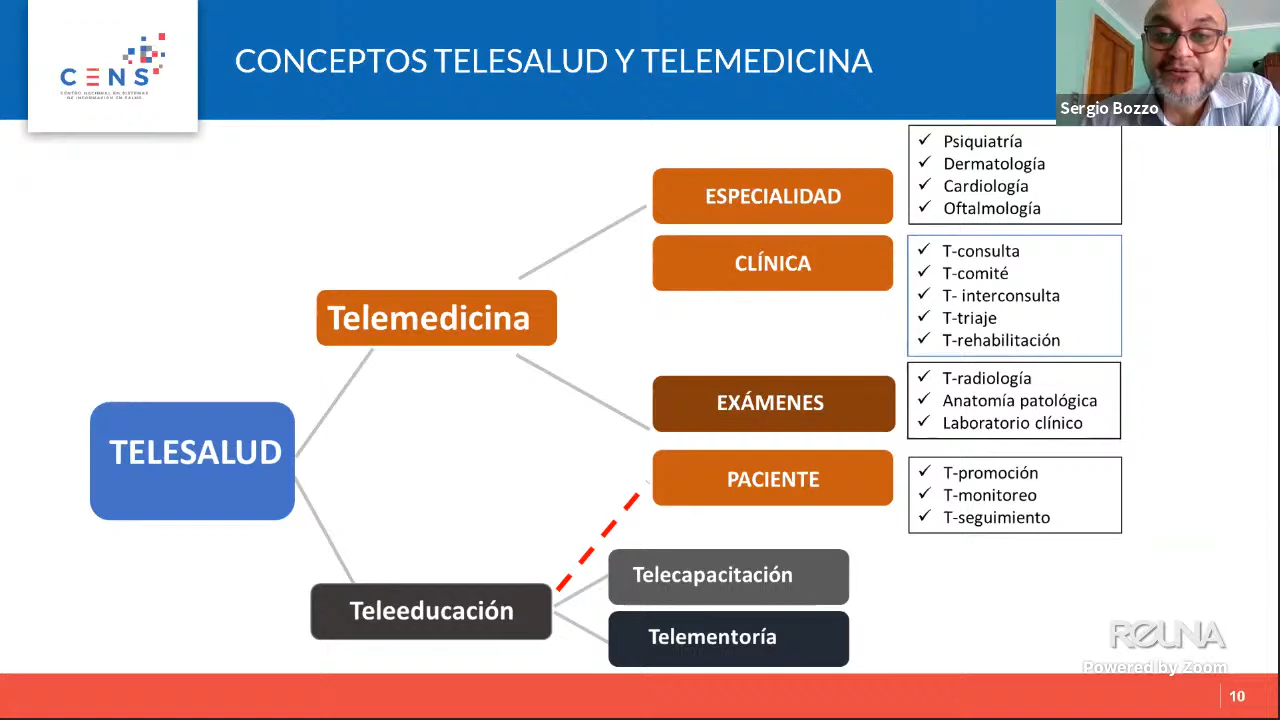 CENS
CENTRO NACIONAL EN SISTEMAS
DE INFORMACIÓN EN SALUD
CONCEPTOS TELESALUD Y TELEMEDICINA
Sergio Bozzo
ESPECIALIDAD
✓ Psiquiatría
✓ Dermatología
✓ Cardiología
✓ Oftalmología
CLÍNICA
✓ T-consulta
✓ T-comité
✓ T- interconsulta
✓ T-triaje
✓ T-rehabilitación
Telemedicina
EXÁMENES
✓ T-radiología
✓ Anatomía patológica
✓ Laboratorio clínico
TELESALUD
PACIENTE
✓ T-promoción
✓ T-monitoreo
✓ T-seguimiento
Teleeducación
Telecapacitación
Telementoría
REUNA
Powered by Zoom
10